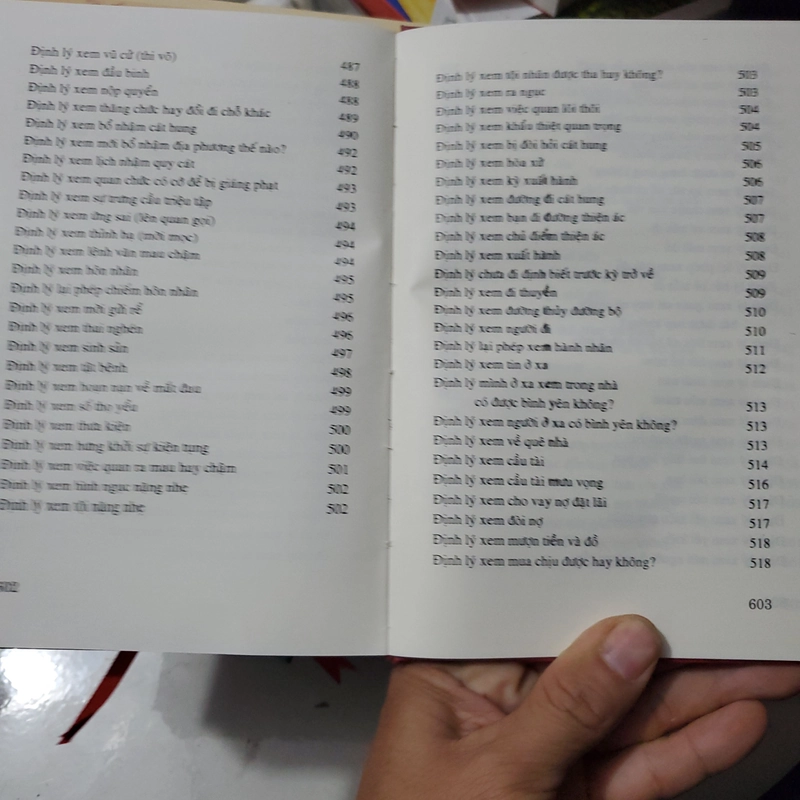 Định lý xem vũ cử (thi võ) 487
Định lý xem đầu binh 488
Định lý xem nộp quyển 488
Định lý xem thăng chức hay đổi đi chỗ khác 489
Định lý xem bổ nhậm cát hung 490
Định lý xem mới bổ nhậm địa phương thế nào? 492
Định lý xem lịch nhậm quy cát 492
Định lý xem quan chức có cớ để bị giáng phạt 493
Định lý xem sự trưng cầu triệu tập 493
Định lý xem ứng sai (lên quan gọi) 494
Định lý xem thỉnh hạ (mời mọc) 494
Định lý xem lệnh văn mau chậm 494
Định lý xem hôn nhân 495
Định lý lại phép chiếm hôn nhân 495
Định lý xem mời gửi rể 496
Định lý xem thai nghén 496
Định lý xem sinh sản 497
Định lý xem tật bệnh 498
Định lý xem hoạn nạn về mất đưa 499
Định lý xem số thọ yểu 499
Định lý xem thưa kiện 500
Định lý xem hưng khởi sự kiện tụng 500
Định lý xem việc quan ra mau hay chậm 501
Định lý xem hình ngục nặng nhẹ 502
Định lý xem tội nặng nhẹ 502
602
Định lý xem tội nhân được tha hay không? 503
Định lý xem ra ngục 503
Định lý xem việc quan lôi thôi 504
Định lý xem khẩu thiệt quan trọng 504
Định lý xem bị đòi hỏi cát hung 505
Định lý xem hòa xử 506
Định lý xem kỳ xuất hành 506
Định lý xem đường đi cát hung 507
Định lý xem bạn đi đường thiện ác 507
Định lý xem chủ điếm thiện ác 508
Định lý xem xuất hành 508
Định lý chưa đi định biết trước kỳ trở về 509
Định lý xem đi thuyền 509
Định lý xem đường thủy đường bộ 510
Định lý xem người đi 510
Định lý lại phép xem hành nhân 511
Định lý xem tin ở xa 512
Định lý mình ở xa xem trong nhà
có được bình yên không? 513
Định lý xem người ở xa có bình yên không? 513
Định lý xem về quê nhà 513
Định lý xem cầu tài 514
Định lý xem cầu tài mưu vọng 516
Định lý xem cho vay nợ đặt lãi 517
Định lý xem đòi nợ 517
Định lý xem mượn tiền và đồ 518
Định lý xem mua chịu được hay không? 518
603